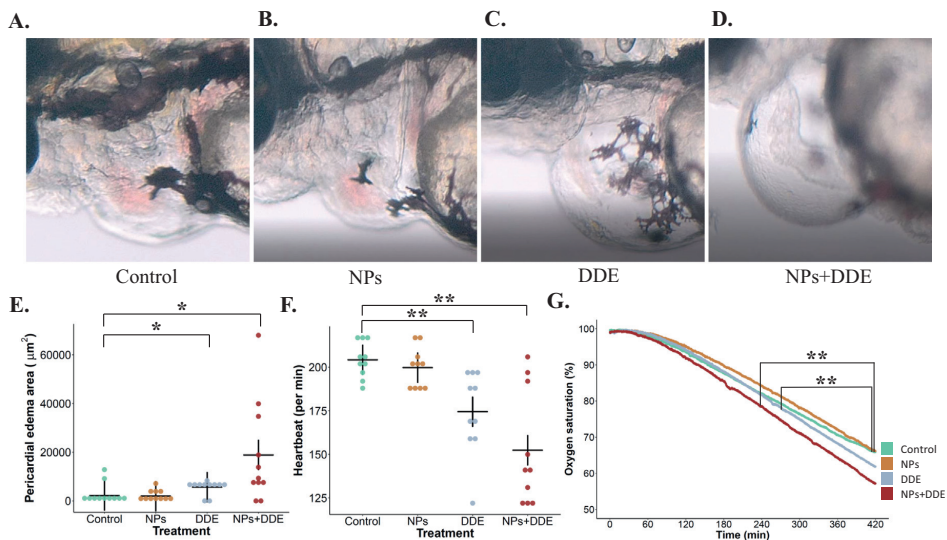 A.
B.
C.
D.
Control
NPs
DDE
NPs+DDE
E.
Pericardial edema area (μm²)
60000
40000
20000
0
*
*
Control
NPs
DDE
NPs+DDE
Treatment
F.
Heartbeat (per min)
200
175
150
125
**
**
Control
NPs
DDE
NPs+DDE
Treatment
G.
Oxygen saturation (%)
100
90
80
70
60
50
**
**
0
60
120
180
240
300
360
420
Time (min)
Control
NPs
DDE
NPs+DDE